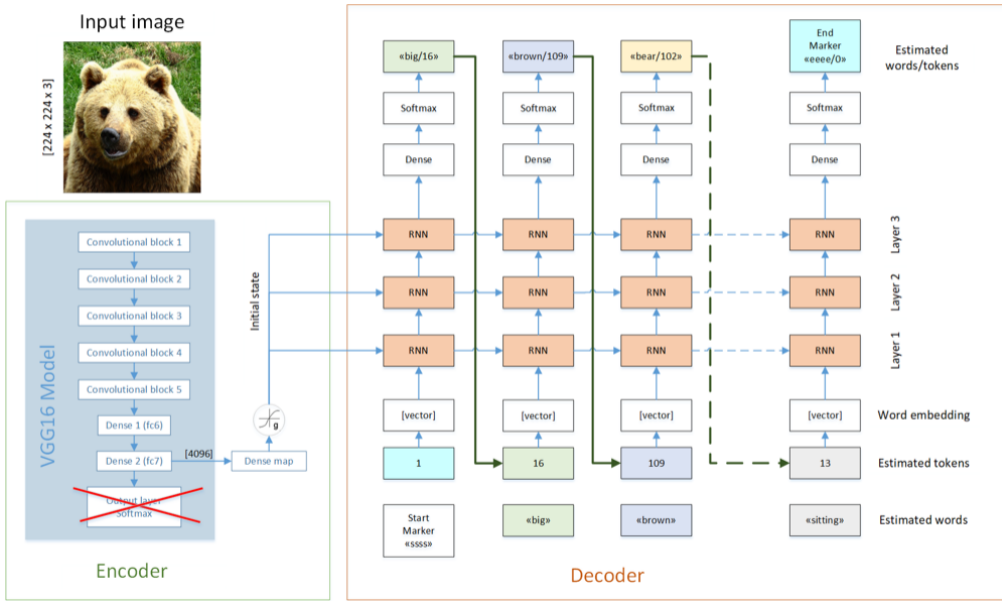 Input image
[224 x 224 x 3]
VGG16 Model
Convolutional block 1
Convolutional block 2
Convolutional block 3
Convolutional block 4
Convolutional block 5
Dense 1 (fc6)
Dense 2 (fc7)
[4096]
Dense map
g
Initial state
Output layer
Softmax
Encoder
«big/16»
«brown/109»
«bear/102»
End
Marker
«eeee/0»
Estimated
words/tokens
Softmax
Softmax
Softmax
Softmax
Dense
Dense
Dense
Dense
RNN
RNN
RNN
RNN
Layer 3
RNN
RNN
RNN
RNN
Layer 2
RNN
RNN
RNN
RNN
Layer 1
[vector]
[vector]
[vector]
[vector]
Word embedding
1
16
109
13
Estimated tokens
Start
Marker
«ssss»
«big»
«brown»
«sitting»
Estimated words
Decoder